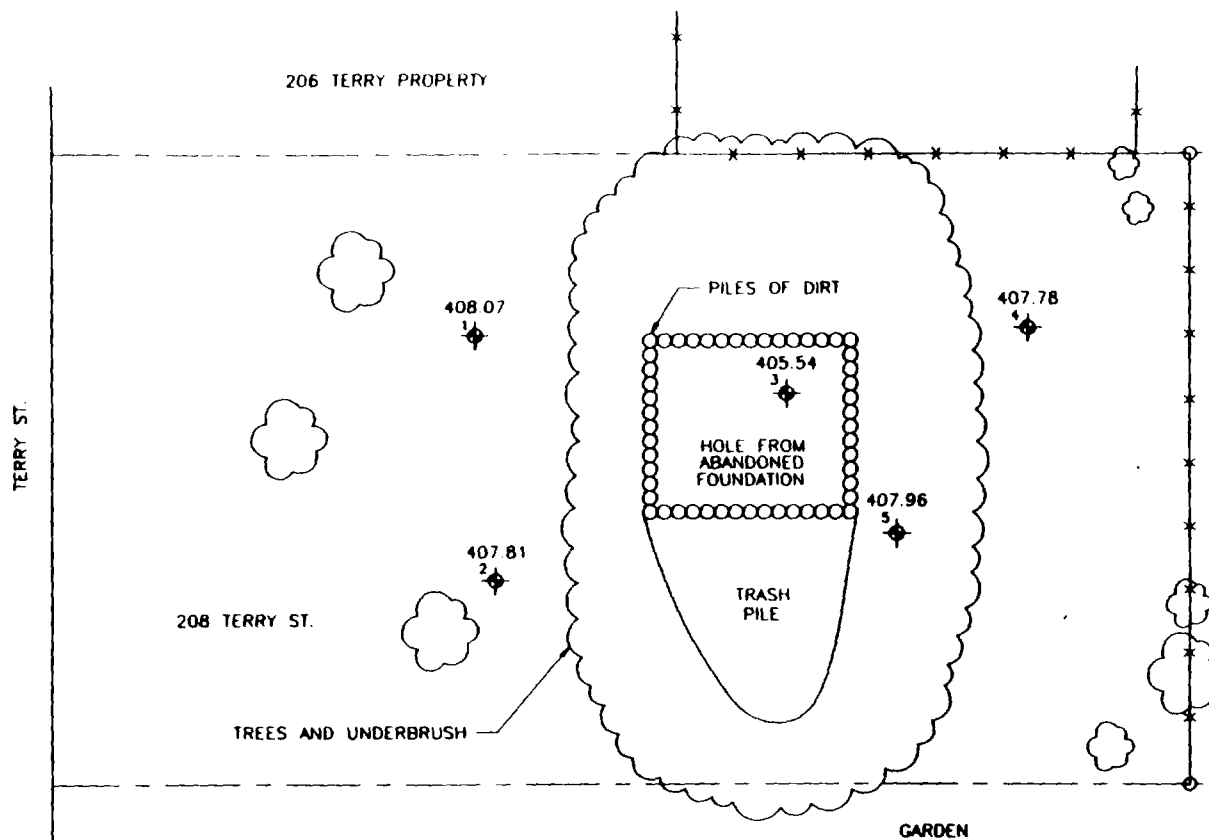 206 TERRY PROPERTY
PILES OF DIRT
408.07
1
407.78
4
405.54
3
TERRY ST.
HOLE FROM
ABANDONED
FOUNDATION
407.96
5
407.81
2
TRASH
PILE
208 TERRY ST.
TREES AND UNDERBRUSH
GARDEN